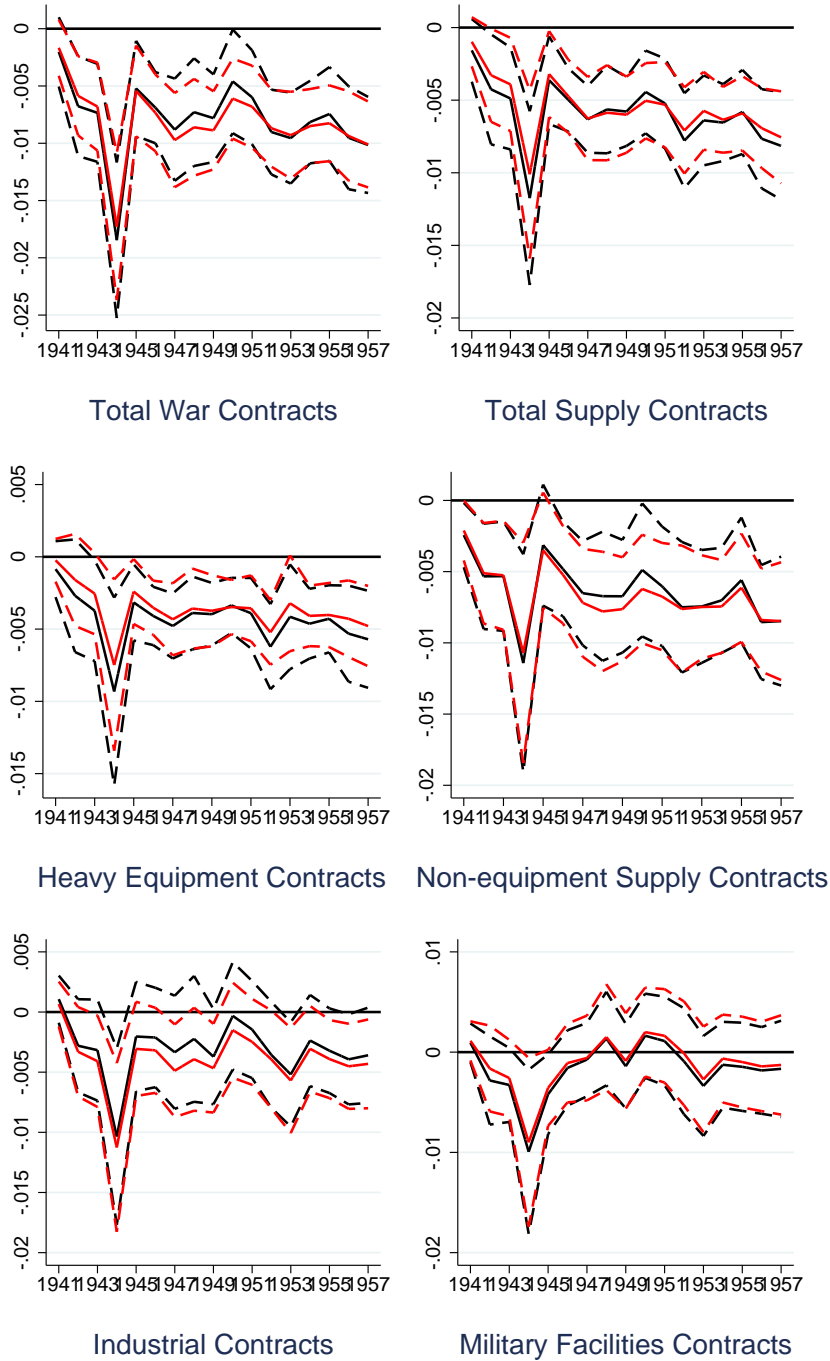 0
-.005
-.01
-.015
-.02
-.025
1941 1943 1945 1947 1949 1951 1953 1955 1957
Total War Contracts
0
-.005
-.01
-.015
-.02
1941 1943 1945 1947 1949 1951 1953 1955 1957
Total Supply Contracts
.005
0
-.005
-.01
-.015
1941 1943 1945 1947 1949 1951 1953 1955 1957
Heavy Equipment Contracts
0
-.005
-.01
-.015
-.02
1941 1943 1945 1947 1949 1951 1953 1955 1957
Non-equipment Supply Contracts
.005
0
-.005
-.01
-.015
-.02
1941 1943 1945 1947 1949 1951 1953 1955 1957
Industrial Contracts
.01
0
-.01
-.02
1941 1943 1945 1947 1949 1951 1953 1955 1957
Military Facilities Contracts